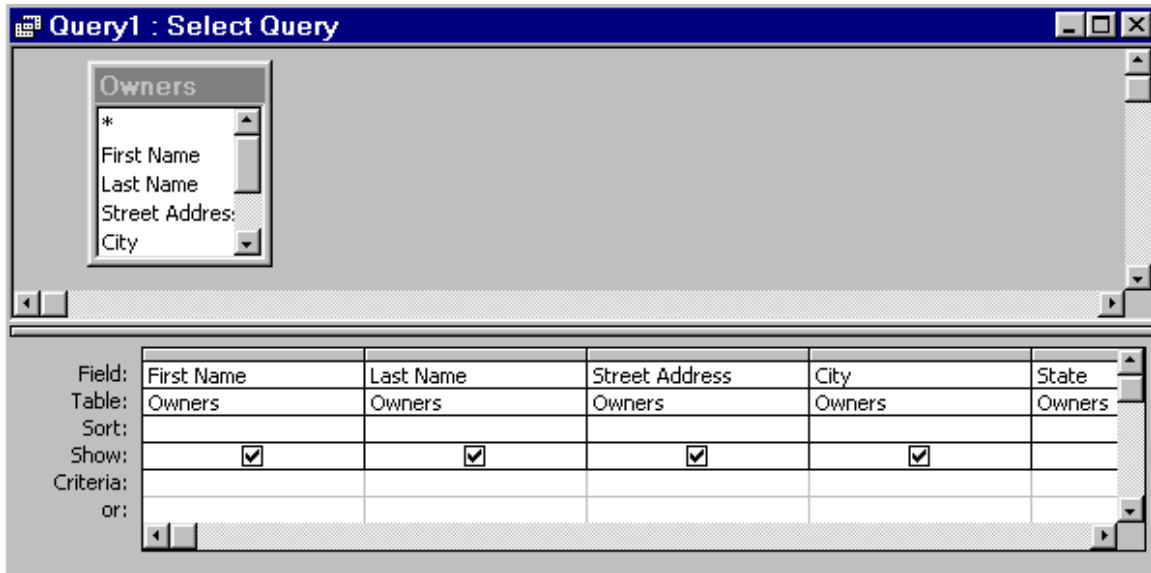 Query1 : Select Query
Owners
*
First Name
Last Name
Street Addres
City
Field: First Name Last Name Street Address City State
Table: Owners Owners Owners Owners Owners
Sort:
Show:
Criteria:
or: